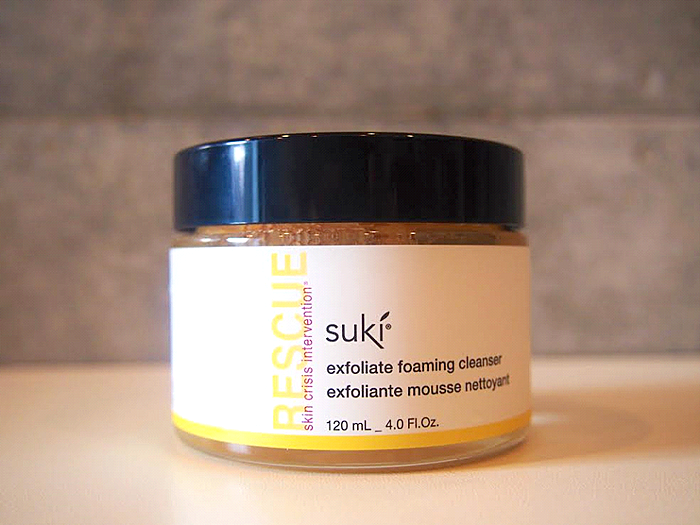 RESCUE
skin crisis intervention®
suki®
exfoliate foaming cleanser
exfoliante mousse nettoyant
120 mL _ 4.0 Fl.Oz.